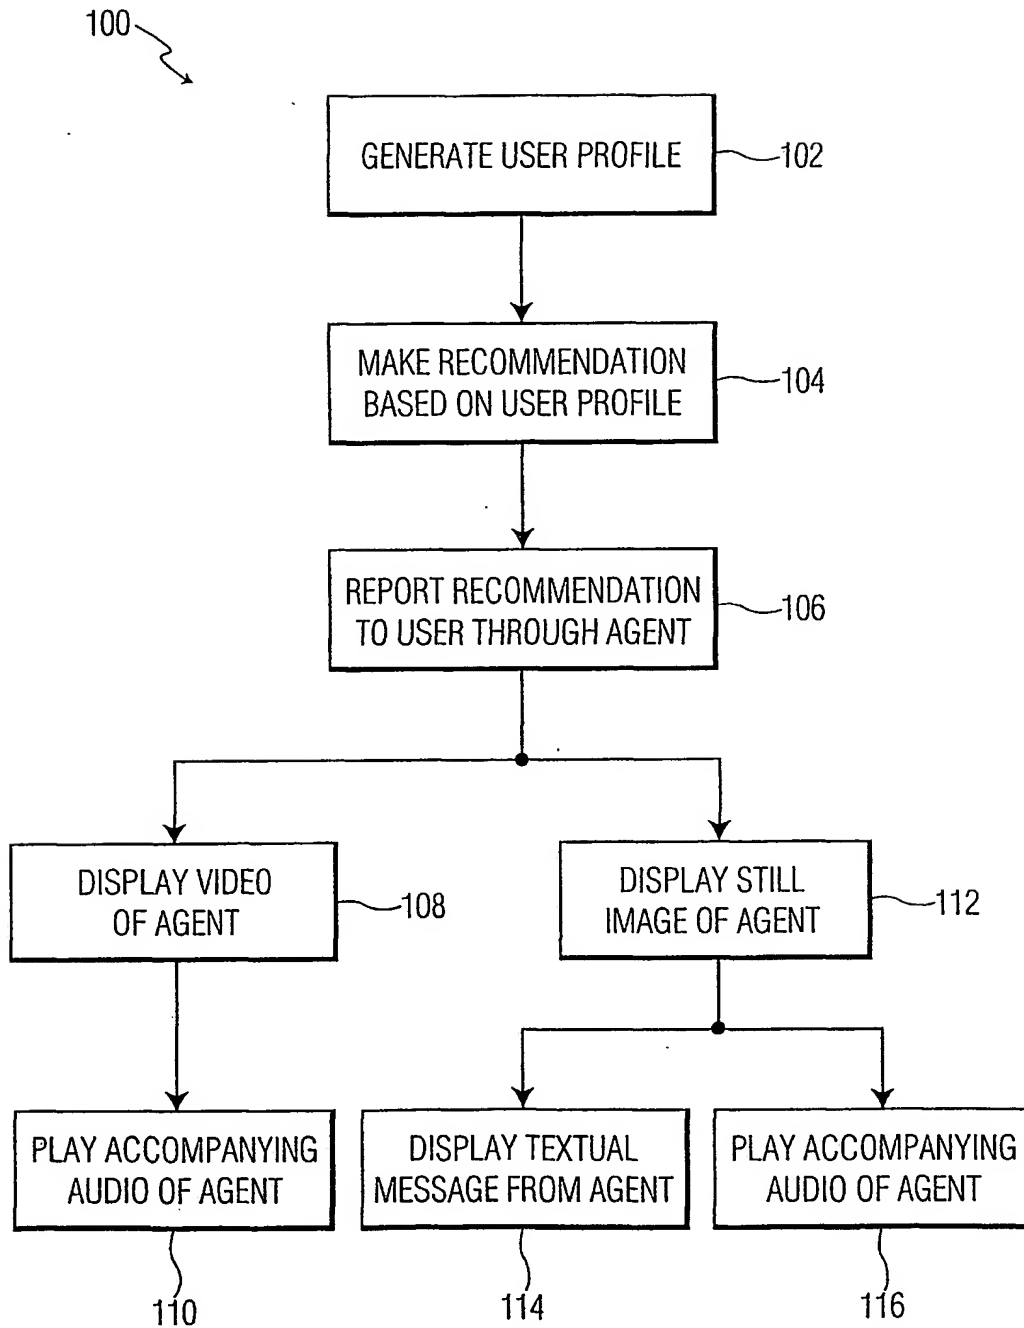 100
GENERATE USER PROFILE
102
MAKE RECOMMENDATION
BASED ON USER PROFILE
104
REPORT RECOMMENDATION
TO USER THROUGH AGENT
106
DISPLAY VIDEO
OF AGENT
108
DISPLAY STILL
IMAGE OF AGENT
112
PLAY ACCOMPANYING
AUDIO OF AGENT
110
DISPLAY TEXTUAL
MESSAGE FROM AGENT
114
PLAY ACCOMPANYING
AUDIO OF AGENT
116